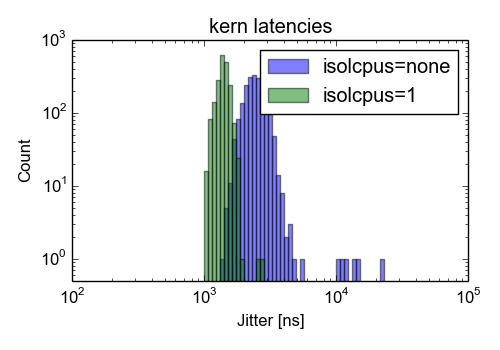 kern latencies
isolcpus=none
isolcpus=1
Count
10^3
10^2
10^1
10^0
10^2 10^3 10^4 10^5
Jitter [ns]